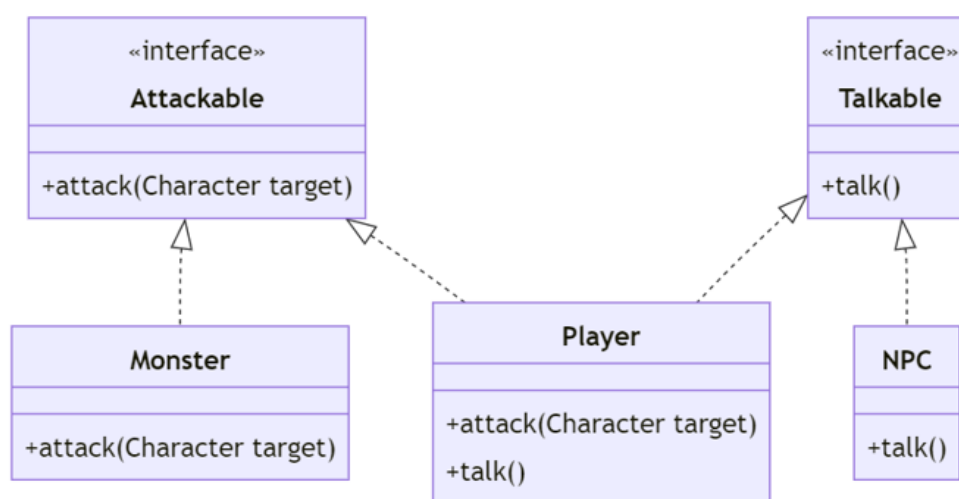 «interface»
Attackable
+attack(Character target)
«interface»
Talkable
+talk()
Monster
+attack(Character target)
Player
+attack(Character target)
+talk()
NPC
+talk()